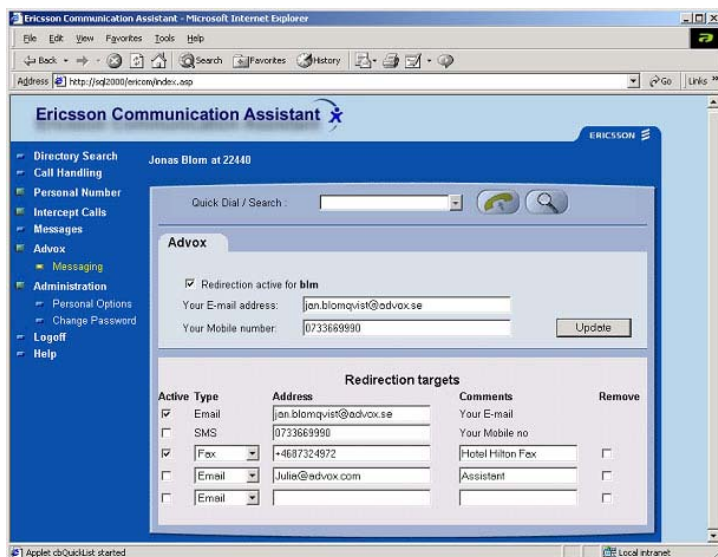 Ericsson Communication Assistant - Microsoft Internet Explorer
File Edit View Favorites Tools Help
Back Search Favorites History
Address http://sql2000/ericom/index.asp Go Links »
Ericsson Communication Assistant
ERICSSON
Directory Search
Call Handling
Personal Number
Intercept Calls
Messages
Advox
Messaging
Administration
Personal Options
Change Password
Logoff
Help
Jonas Blom at 22440
Quick Dial / Search :
Advox
Redirection active for blm
Your E-mail address: jan.blomqvist@advox.se
Your Mobile number: 0733669990
Update
Redirection targets
Active Type Address Comments Remove
Email jan.blomqvist@advox.se Your E-mail
SMS 0733669990 Your Mobile no
Fax +4687324972 Hotel Hilton Fax
Email Julia@advox.com Assistant
Email
Applet cbQuickList started
Local intranet